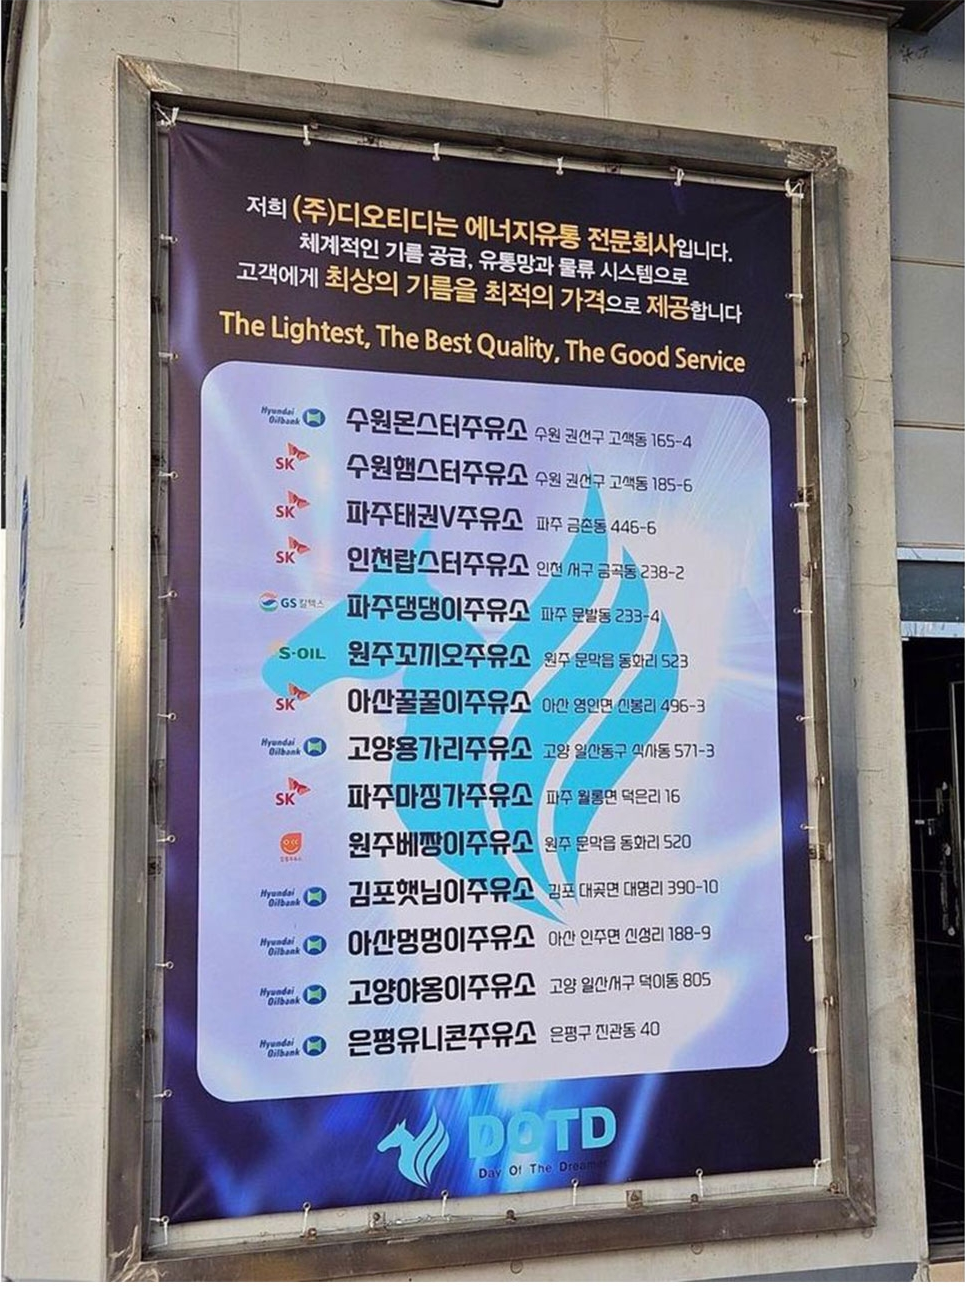 저희 (주)디오티디는 에너지유통 전문회사입니다.
체계적인 기름 공급, 유통망과 물류 시스템으로
고객에게 최상의 기름을 최적의 가격으로 제공합니다
The Lightest, The Best Quality, The Good Service
Hyundai Oilbank 수원몬스터주유소 수원 권선구 고색동 165-4
SK 수원햄스터주유소 수원 권선구 고색동 185-6
SK 파주태권V주유소 파주 금촌동 446-6
SK 인천랍스터주유소 인천 서구 금곡동 238-2
GS 칼텍스 파주댕댕이주유소 파주 문발동 233-4
S-OIL 원주꼬끼오주유소 원주 문막읍 동화리 523
SK 아산꿀꿀이주유소 아산 영인면 신봉리 496-3
Hyundai Oilbank 고양용가리주유소 고양 일산동구 식사동 571-3
SK 파주마징가주유소 파주 월롱면 덕은리 16
원주베짱이주유소 원주 문막읍 동화리 520
Hyundai Oilbank 김포햇님이주유소 김포 대곶면 대명리 390-10
Hyundai Oilbank 아산멍멍이주유소 아산 인주면 신성리 188-9
Hyundai Oilbank 고양야옹이주유소 고양 일산서구 덕이동 805
Hyundai Oilbank 은평유니콘주유소 은평구 진관동 40
DOTD
Day Of The Dreamer